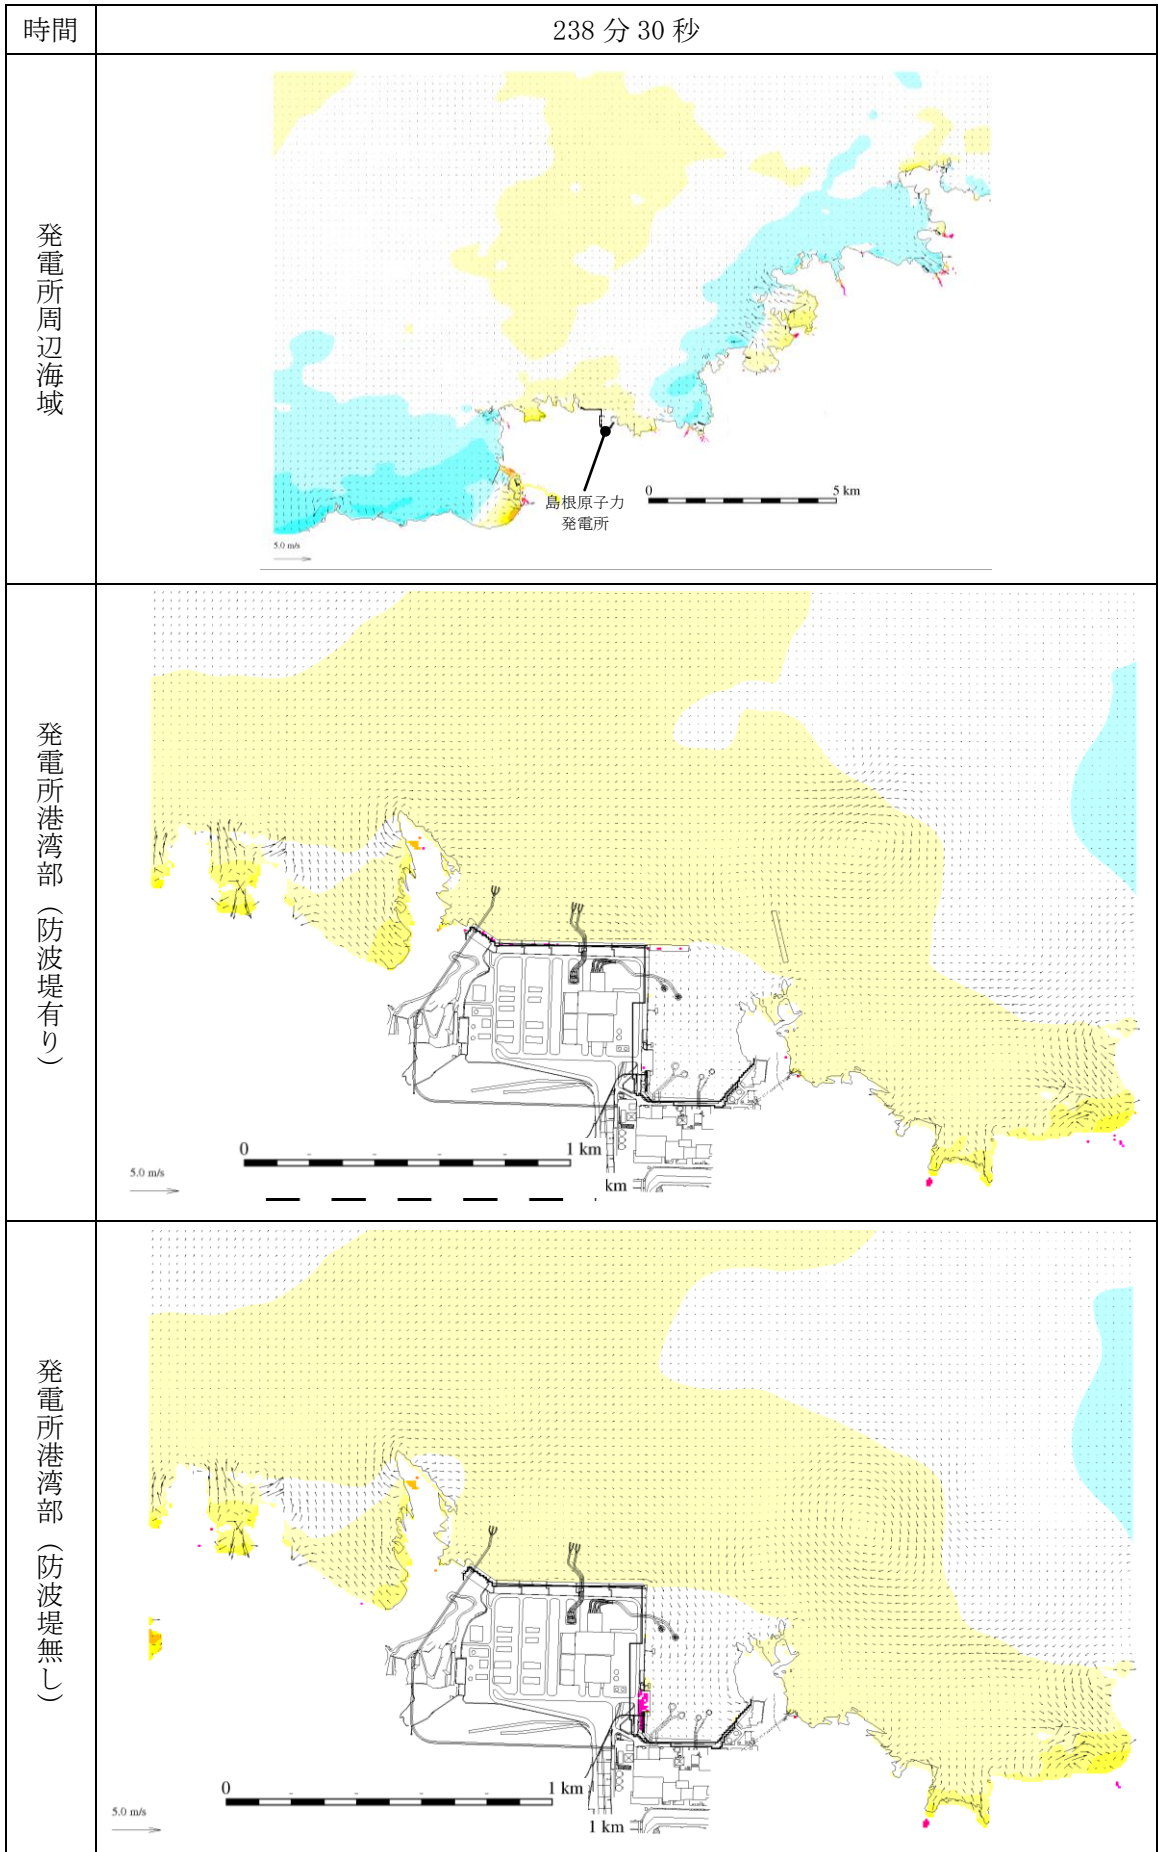 時間
238 分 30 秒
発電所周辺海域
島根原子力
発電所
0
5 km
5.0 m/s
発電所港湾部（防波堤有り）
0
1 km
km
5.0 m/s
発電所港湾部（防波堤無し）
0
1 km
1 km
5.0 m/s